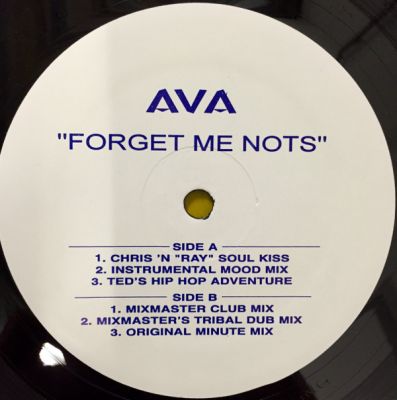 AVA
"FORGET ME NOTS"
SIDE A
1. CHRIS 'N "RAY" SOUL KISS
2. INSTRUMENTAL MOOD MIX
3. TED'S HIP HOP ADVENTURE
SIDE B
1. MIXMASTER CLUB MIX
2. MIXMASTER'S TRIBAL DUB MIX
3. ORIGINAL MINUTE MIX